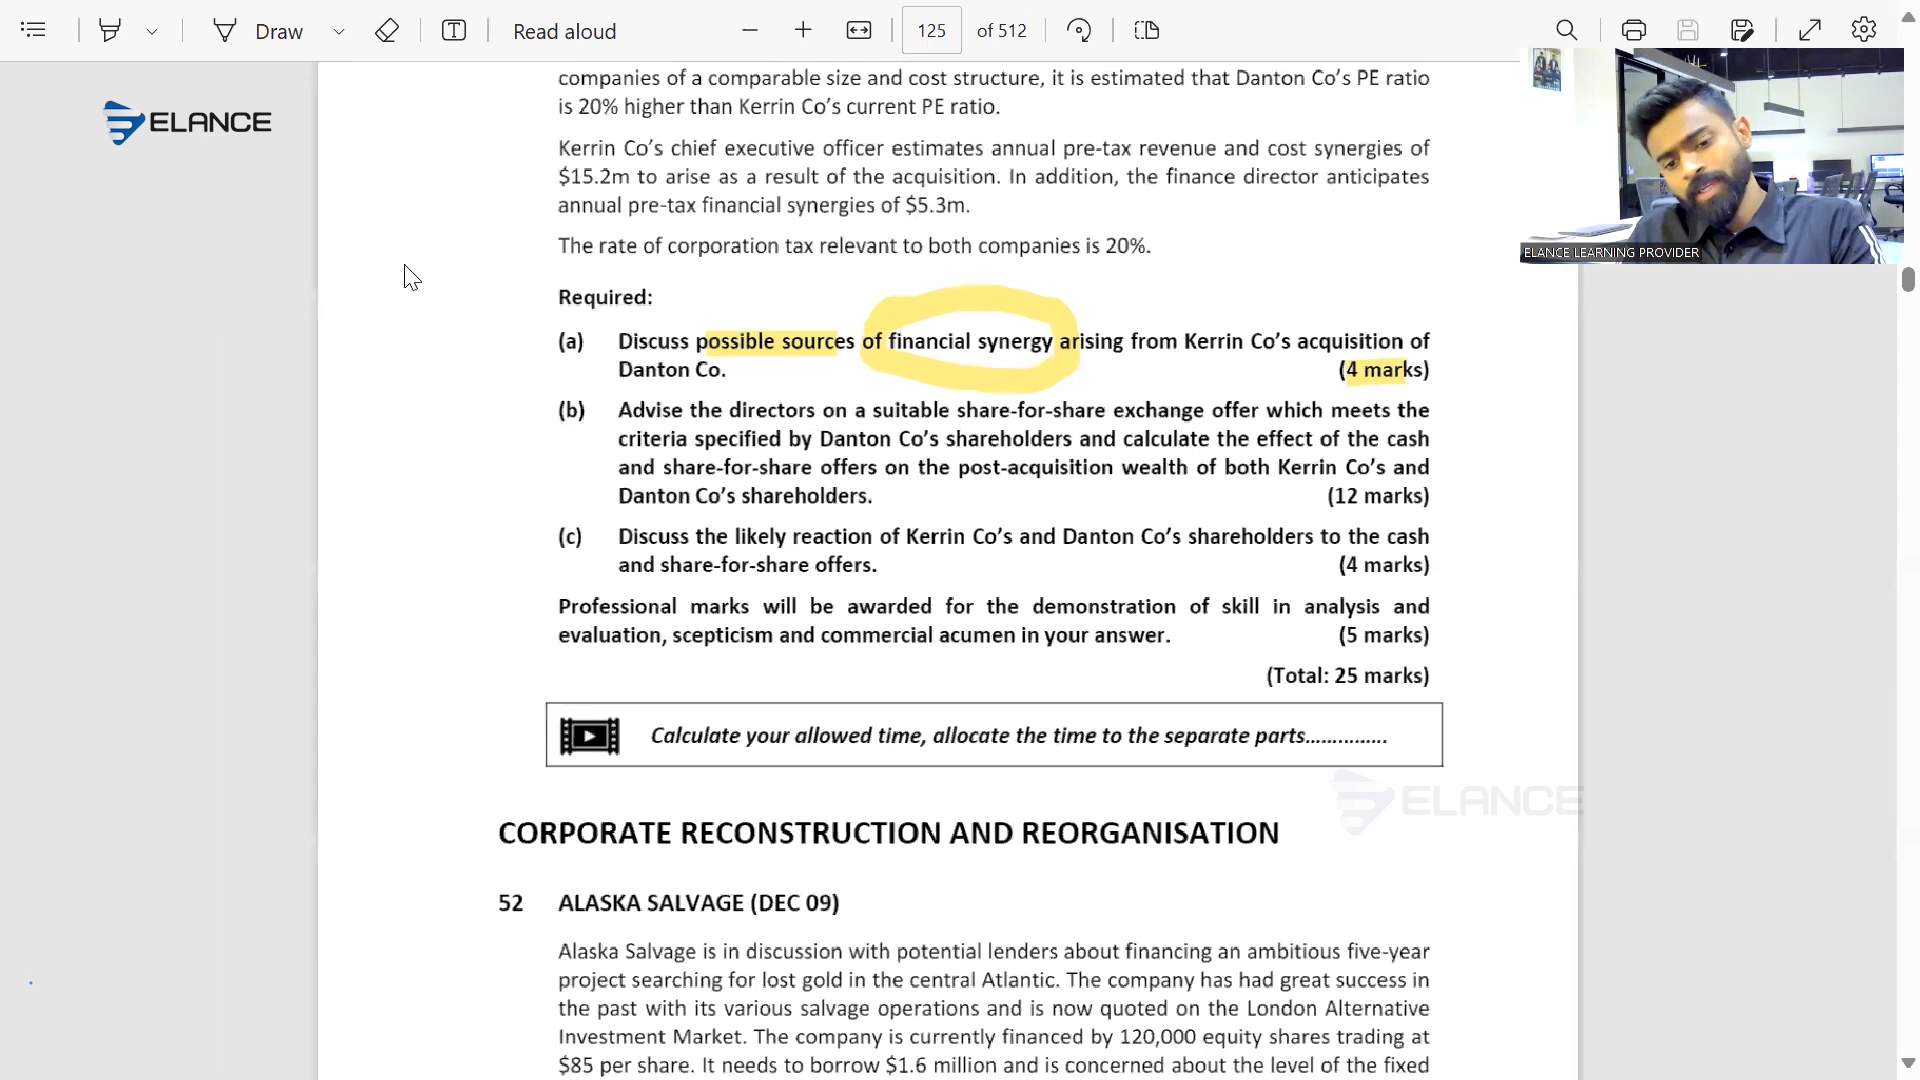 Draw
Read aloud
125
of 512
ELANCE
companies of a comparable size and cost structure, it is estimated that Danton Co's PE ratio
is 20% higher than Kerrin Co's current PE ratio.
Kerrin Co's chief executive officer estimates annual pre-tax revenue and cost synergies of
$15.2m to arise as a result of the acquisition. In addition, the finance director anticipates
annual pre-tax financial synergies of $5.3m.
The rate of corporation tax relevant to both companies is 20%.
ELANCE LEARNING PROVIDER
Required:
(a) Discuss possible sources of financial synergy arising from Kerrin Co's acquisition of
Danton Co. (4 marks)
(b) Advise the directors on a suitable share-for-share exchange offer which meets the
criteria specified by Danton Co's shareholders and calculate the effect of the cash
and share-for-share offers on the post-acquisition wealth of both Kerrin Co's and
Danton Co's shareholders. (12 marks)
(c) Discuss the likely reaction of Kerrin Co's and Danton Co's shareholders to the cash
and share-for-share offers. (4 marks)
Professional marks will be awarded for the demonstration of skill in analysis and
evaluation, scepticism and commercial acumen in your answer. (5 marks)
(Total: 25 marks)
Calculate your allowed time, allocate the time to the separate parts...............
ELANCE
CORPORATE RECONSTRUCTION AND REORGANISATION
52 ALASKA SALVAGE (DEC 09)
Alaska Salvage is in discussion with potential lenders about financing an ambitious five-year
project searching for lost gold in the central Atlantic. The company has had great success in
the past with its various salvage operations and is now quoted on the London Alternative
Investment Market. The company is currently financed by 120,000 equity shares trading at
$85 per share. It needs to borrow $1.6 million and is concerned about the level of the fixed